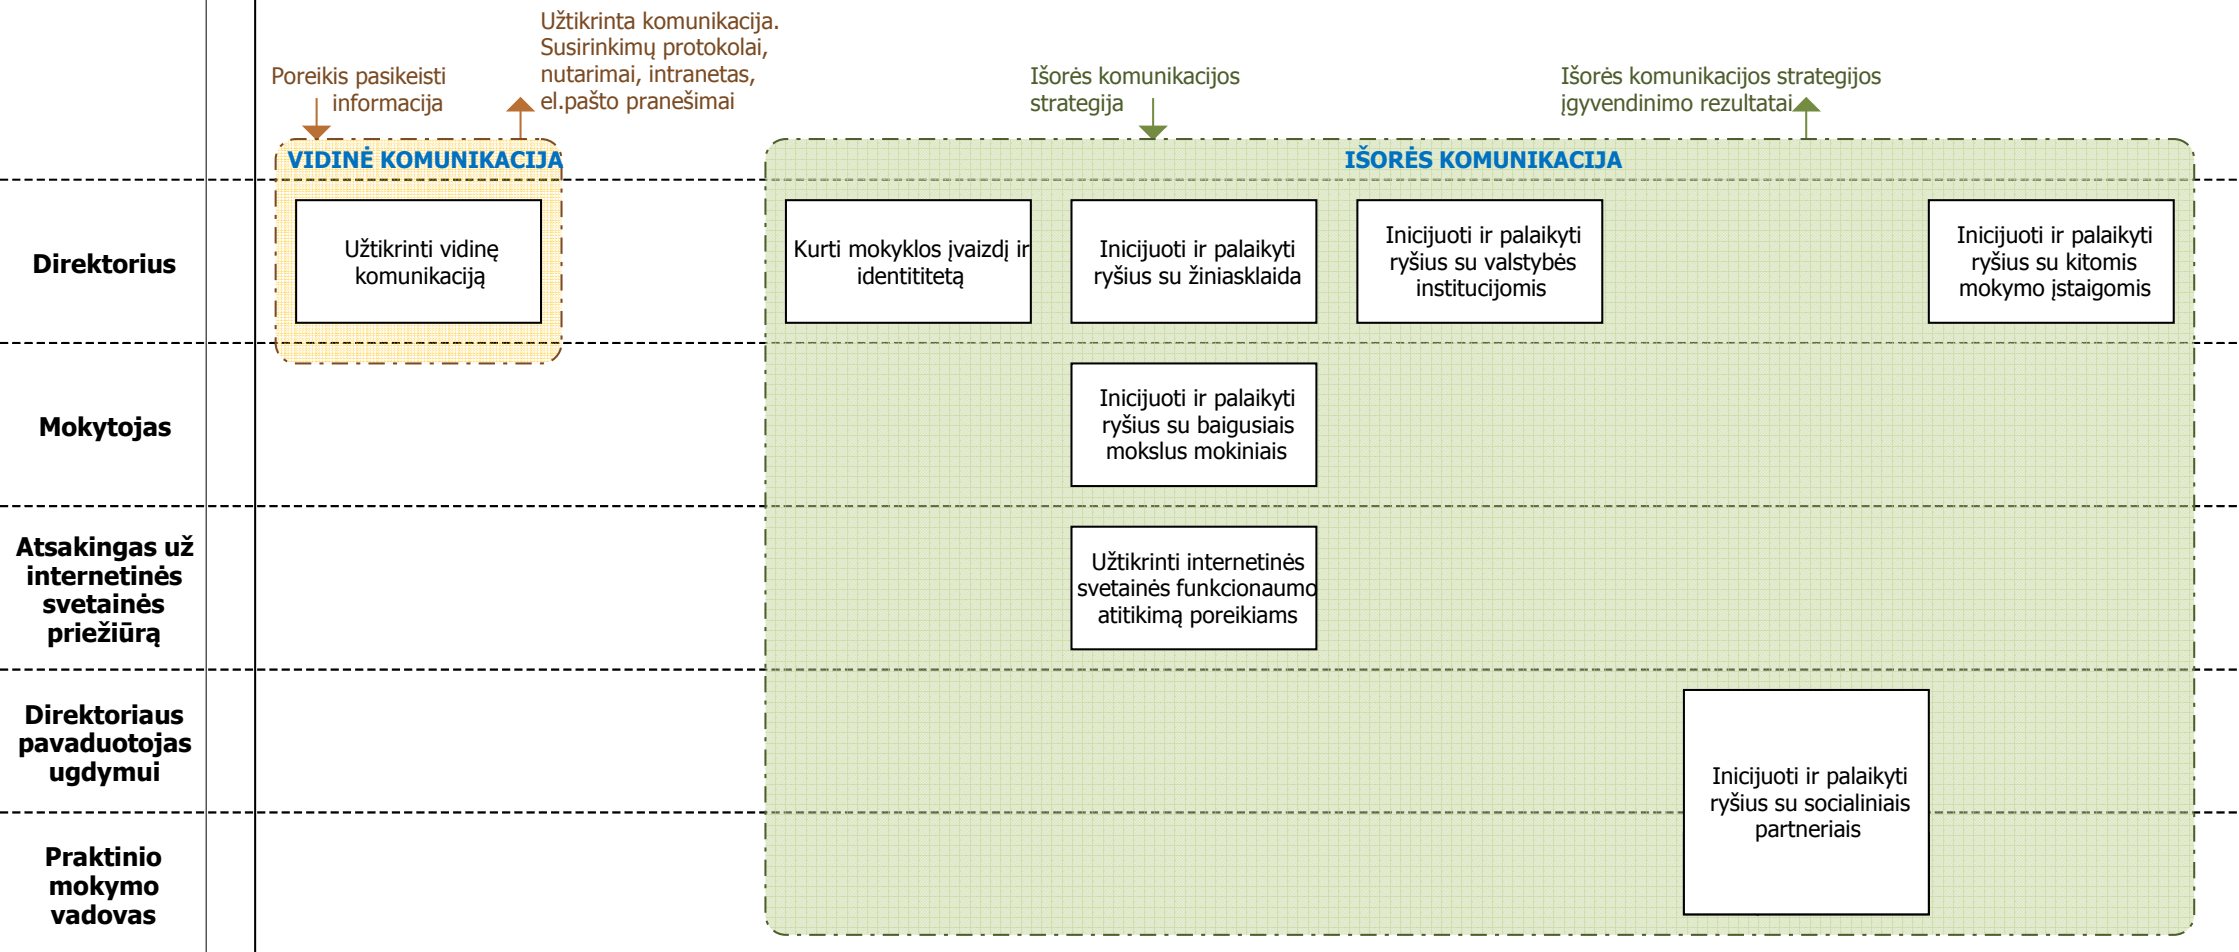 Poreikis pasikeisti
informacija
Užtikrinta komunikacija.
Susirinkimų protokolai,
nutarimai, intranetas,
el.pašto pranešimai
Išorės komunikacijos
strategija
Išorės komunikacijos strategijos
įgyvendinimo rezultatai
VIDINĖ KOMUNIKACIJA
IŠORĖS KOMUNIKACIJA
Direktorius
Užtikrinti vidinę
komunikaciją
Kurti mokyklos įvaizdį ir
identititetą
Inicijuoti ir palaikyti
ryšius su žiniasklaida
Inicijuoti ir palaikyti
ryšius su valstybės
institucijomis
Inicijuoti ir palaikyti
ryšius su kitomis
mokymo įstaigomis
Mokytojas
Inicijuoti ir palaikyti
ryšius su baigusiais
mokslus mokiniais
Atsakingas už
internetinės
svetainės
priežiūrą
Užtikrinti internetinės
svetainės funkcionaumo
atitikimą poreikiams
Direktoriaus
pavaduotojas
ugdymui
Inicijuoti ir palaikyti
ryšius su socialiniais
partneriais
Praktinio
mokymo
vadovas